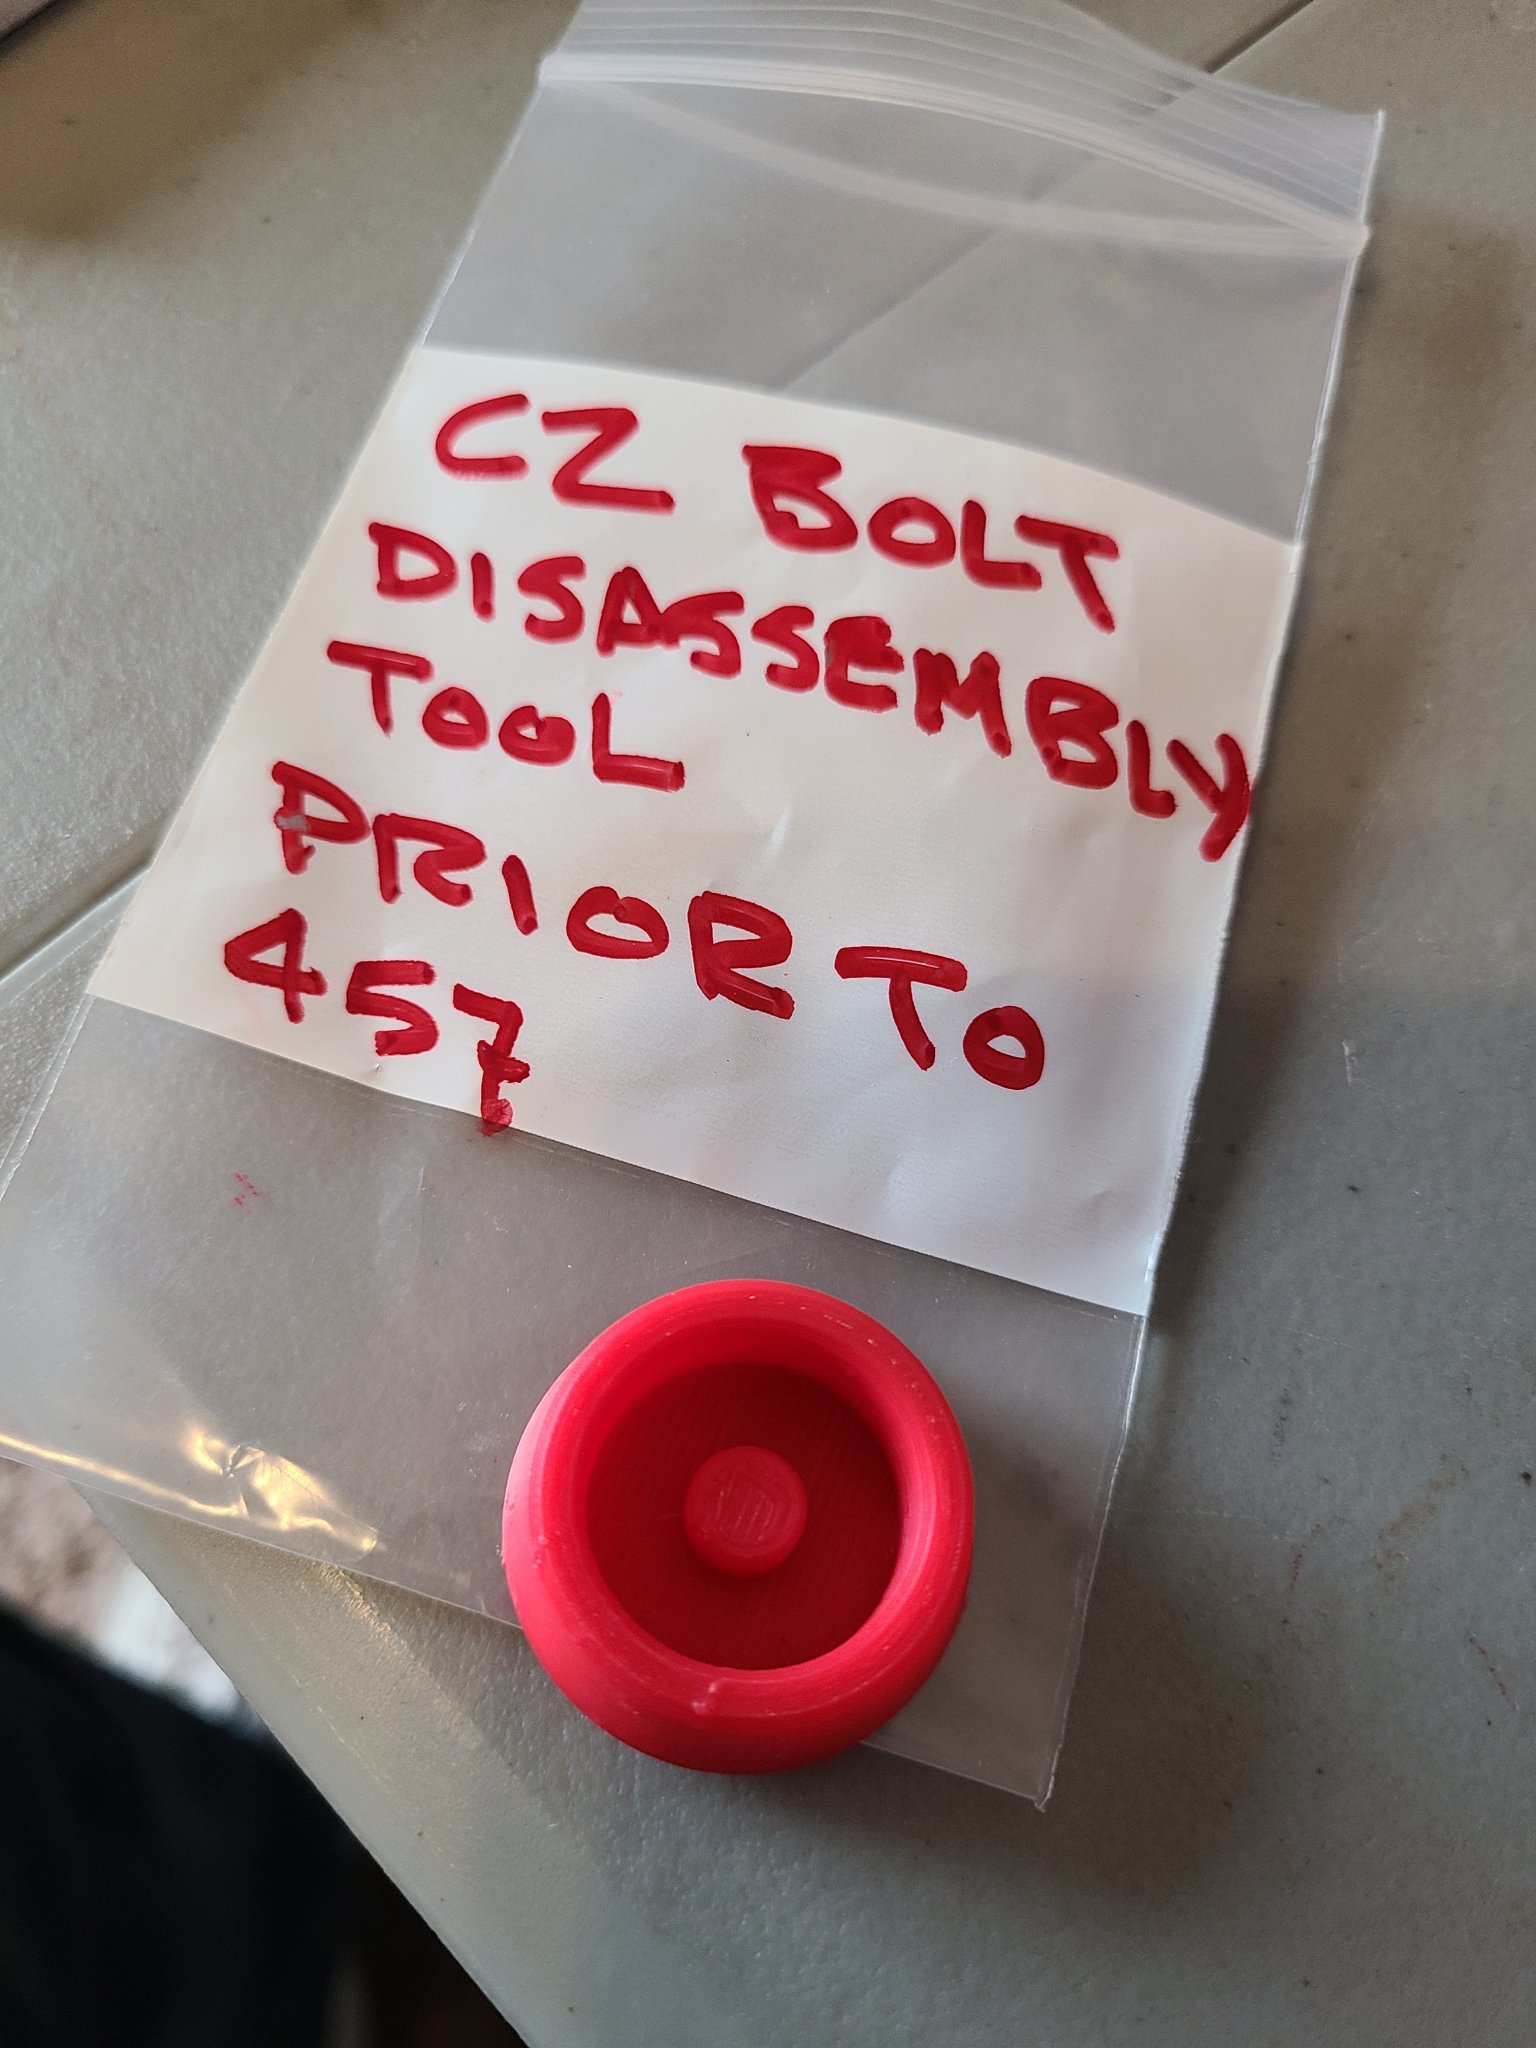 CZ BOLT
DISASSEMBLY
TOOL
PRIOR TO
457